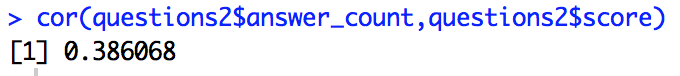 > cor(questions2$answer_count,questions2$score)
[1] 0.386068